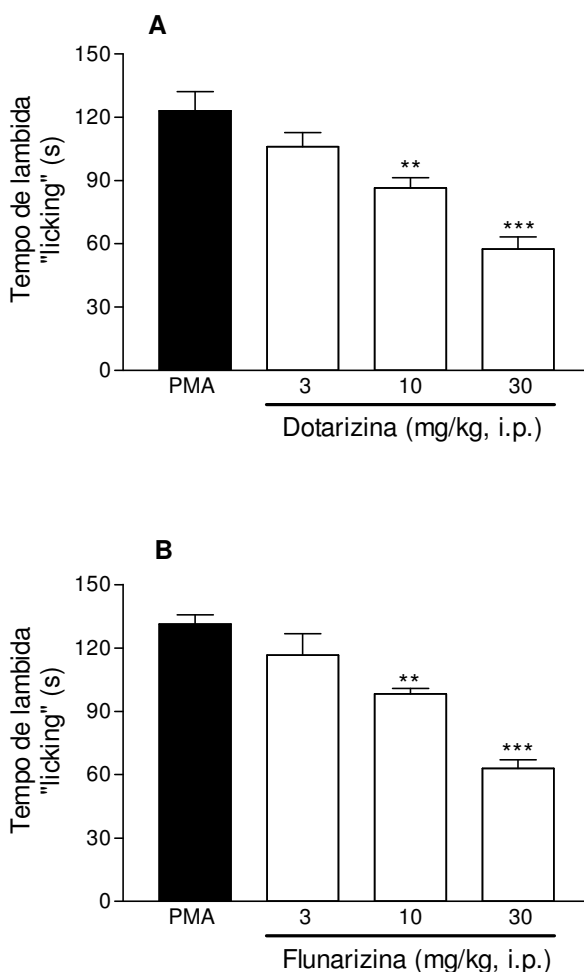 A
150
120
90
60
30
0
Tempo de lambida
"licking" (s)
**
***
PMA 3 10 30
Dotarizina (mg/kg, i.p.)
B
150
120
90
60
30
0
Tempo de lambida
"licking" (s)
**
***
PMA 3 10 30
Flunarizina (mg/kg, i.p.)